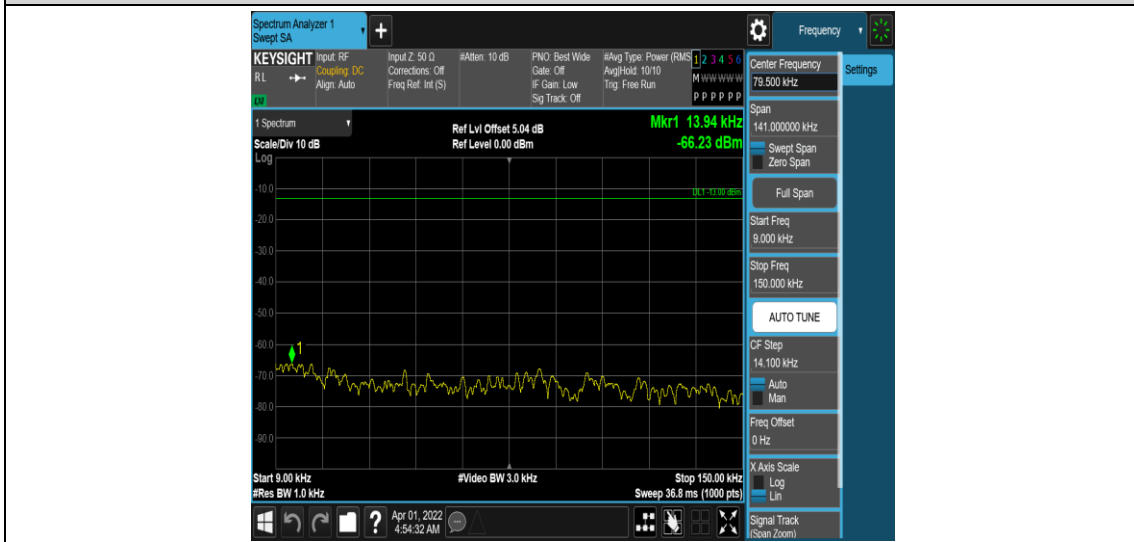 Spectrum Analyzer 1
Swept SA
+
Frequency
KEYSIGHT
RL
LXI
Input: RF
Coupling: DC
Align: Auto
Input Z: 50 Ω
Corrections: Off
Freq Ref: Int (S)
#Atten: 10 dB
PNO: Best Wide
Gate: Off
IF Gain: Low
Sig Track: Off
#Avg Type: Power (RMS
Avg|Hold: 10/10
Trig: Free Run
1 2 3 4 5 6
M W W W W W
P P P P P P
1 Spectrum
Scale/Div 10 dB
Log
Ref Lvl Offset 5.04 dB
Ref Level 0.00 dBm
Mkr1 13.94 kHz
-66.23 dBm
DL1 -13.00 dBm
-10.0
-20.0
-30.0
-40.0
-50.0
-60.0
-70.0
-80.0
-90.0
1
Start 9.00 kHz
#Res BW 1.0 kHz
#Video BW 3.0 kHz
Stop 150.00 kHz
Sweep 36.8 ms (1000 pts)
Center Frequency
79.500 kHz
Settings
Span
141.000000 kHz
Swept Span
Zero Span
Full Span
Start Freq
9.000 kHz
Stop Freq
150.000 kHz
AUTO TUNE
CF Step
14.100 kHz
Auto
Man
Freq Offset
0 Hz
X Axis Scale
Log
Lin
Signal Track
(Span Zoom)
?
Apr 01, 2022
4:54:32 AM